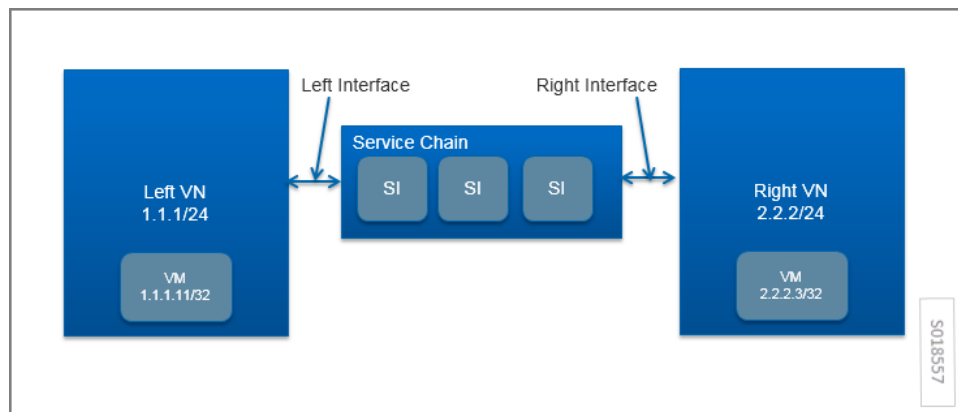 Left Interface
Right Interface
Service Chain
SI
SI
SI
Left VN
1.1.1/24
VM
1.1.1.11/32
Right VN
2.2.2/24
VM
2.2.2.3/32
S018557